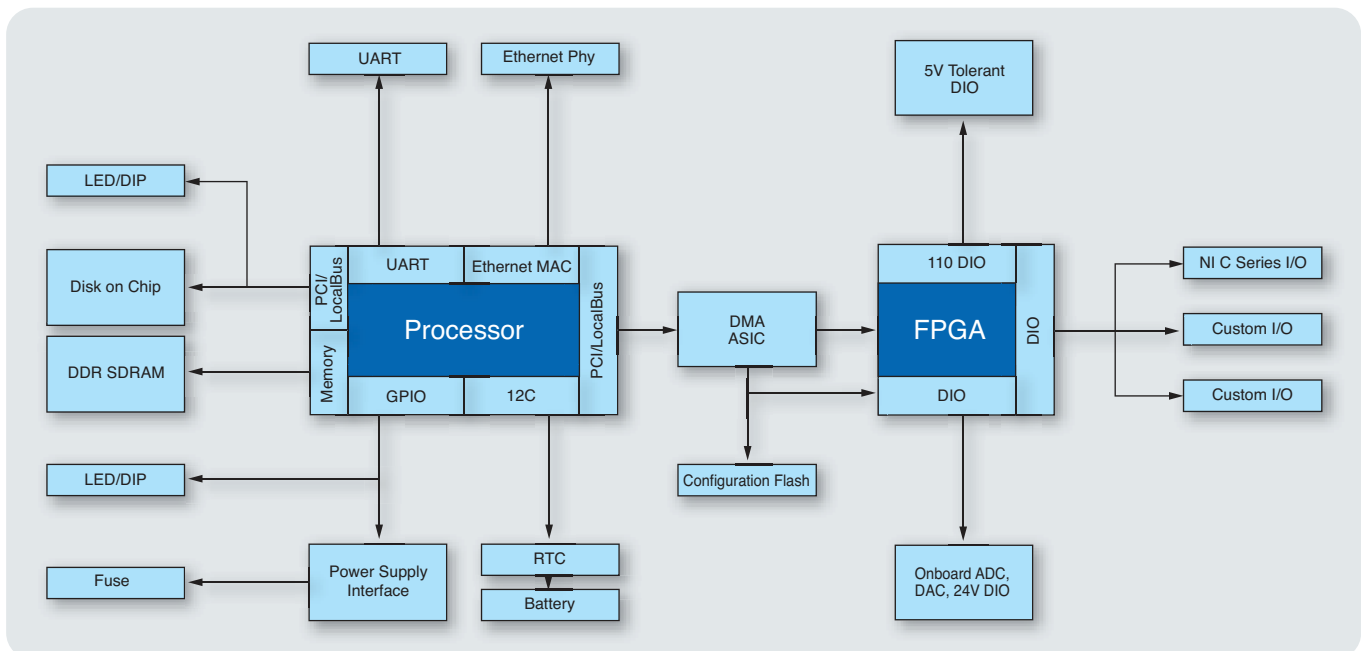 UART
Ethernet Phy
5V Tolerant
DIO
LED/DIP
Disk on Chip
DDR SDRAM
LED/DIP
Fuse
PCI/
LocalBus
Memory
UART
Ethernet MAC
Processor
GPIO
12C
PCI/LocalBus
Power Supply
Interface
RTC
Battery
DMA
ASIC
Configuration Flash
110 DIO
FPGA
DIO
DIO
Onboard ADC,
DAC, 24V DIO
NI C Series I/O
Custom I/O
Custom I/O